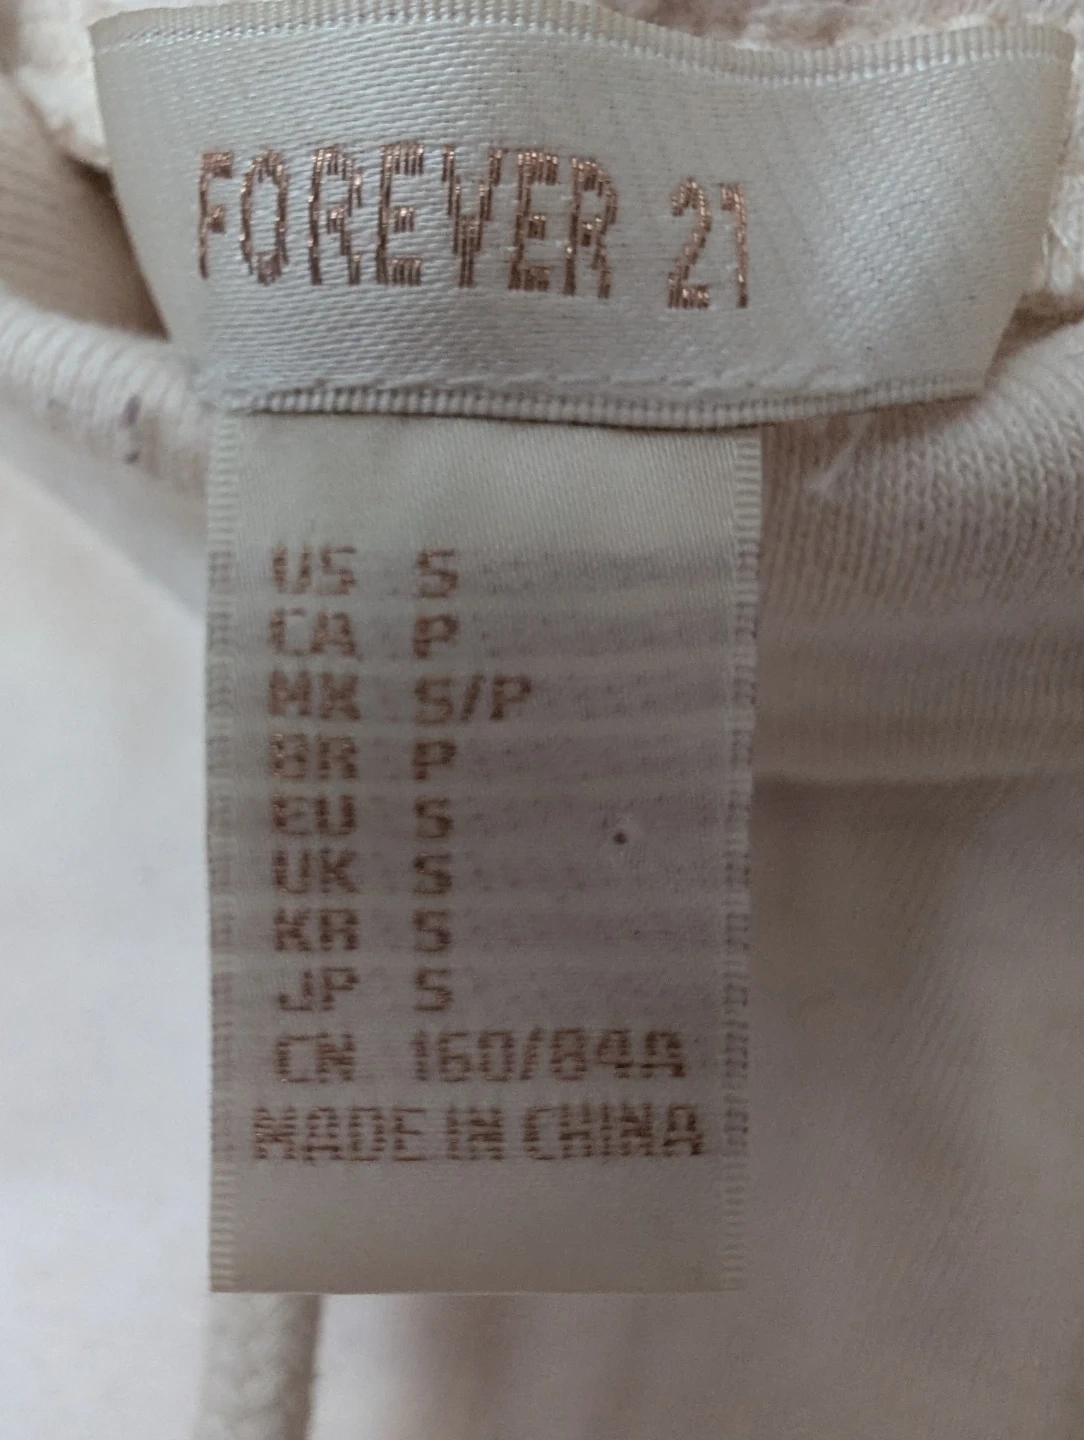 FOREVER 21
US S
CA P
MX S/P
BR P
EU S
UK S
KR S
JP S
CN 160/84A
MADE IN CHINA